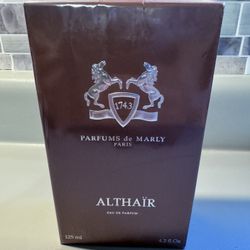 1743
PARFUMS de MARLY
PARIS
ALTHAÏR
EAU DE PARFUM
125 ml 4.2 fl. Oz